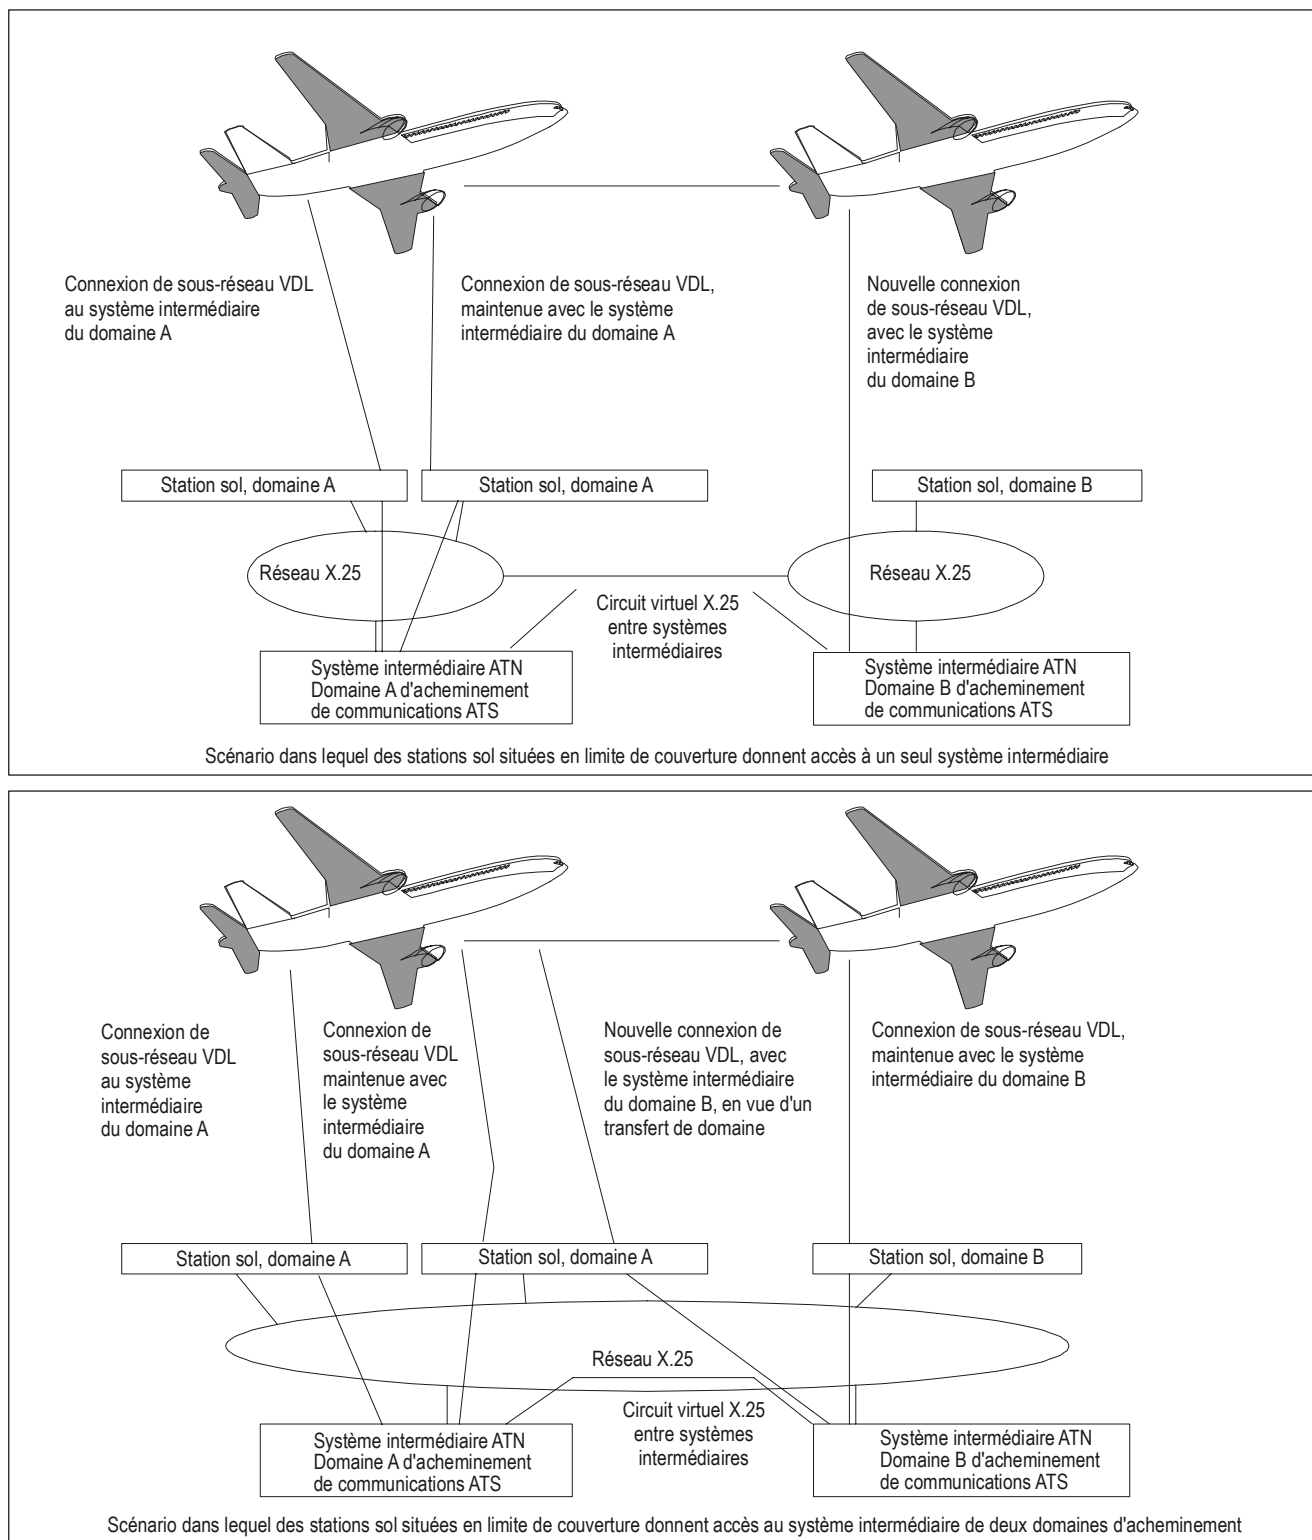 Connexion de sous-réseau VDL
au système intermédiaire
du domaine A
Connexion de sous-réseau VDL,
maintenue avec le système
intermédiaire du domaine A
Nouvelle connexion
de sous-réseau VDL,
avec le système
intermédiaire
du domaine B
Station sol, domaine A
Station sol, domaine A
Station sol, domaine B
Réseau X.25
Réseau X.25
Circuit virtuel X.25
entre systèmes
intermédiaires
Système intermédiaire ATN
Domaine A d'acheminement
de communications ATS
Système intermédiaire ATN
Domaine B d'acheminement
de communications ATS
Scénario dans lequel des stations sol situées en limite de couverture donnent accès à un seul système intermédiaire
Connexion de
sous-réseau VDL
au système
intermédiaire
du domaine A
Connexion de
sous-réseau VDL
maintenue avec
le système
intermédiaire
du domaine A
Nouvelle connexion de
sous-réseau VDL, avec
le système intermédiaire
du domaine B, en vue d'un
transfert de domaine
Connexion de sous-réseau VDL,
maintenue avec le système
intermédiaire du domaine B
Station sol, domaine A
Station sol, domaine A
Station sol, domaine B
Réseau X.25
Circuit virtuel X.25
entre systèmes
intermédiaires
Système intermédiaire ATN
Domaine A d'acheminement
de communications ATS
Système intermédiaire ATN
Domaine B d'acheminement
de communications ATS
Scénario dans lequel des stations sol situées en limite de couverture donnent accès au système intermédiaire de deux domaines d'acheminement